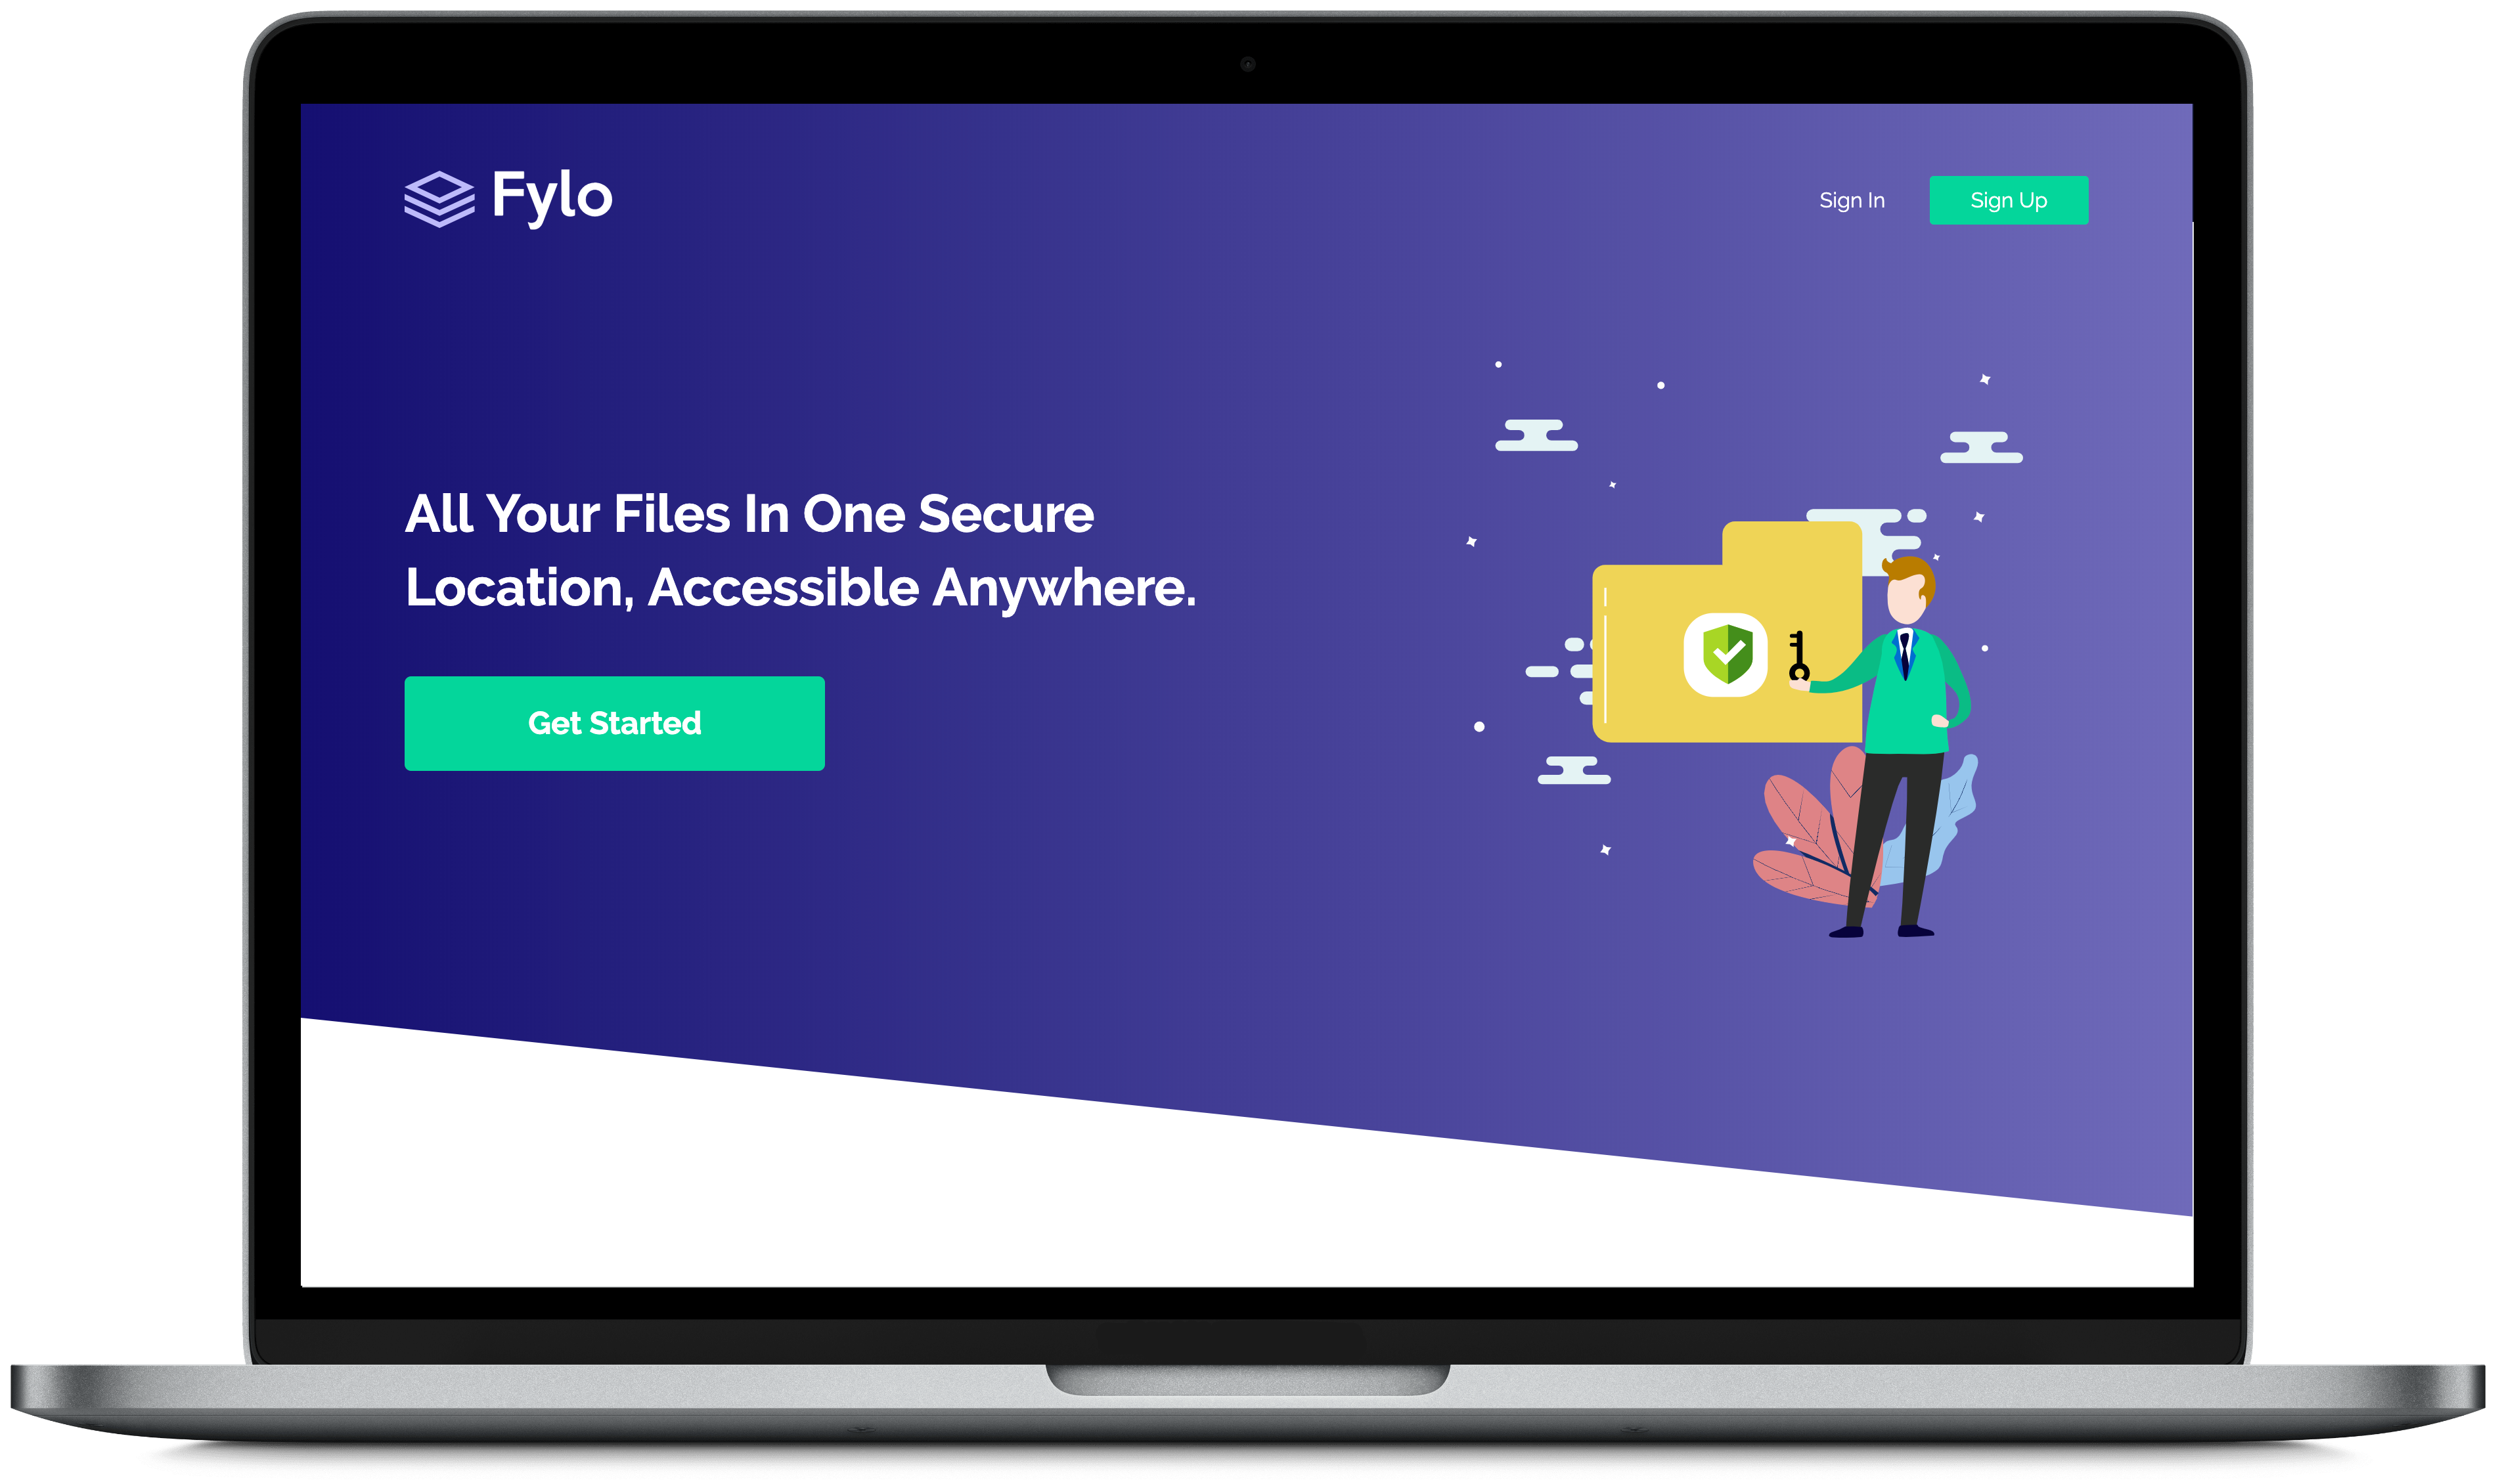 Fylo
Sign In
Sign Up
All Your Files In One Secure
Location, Accessible Anywhere.
Get Started